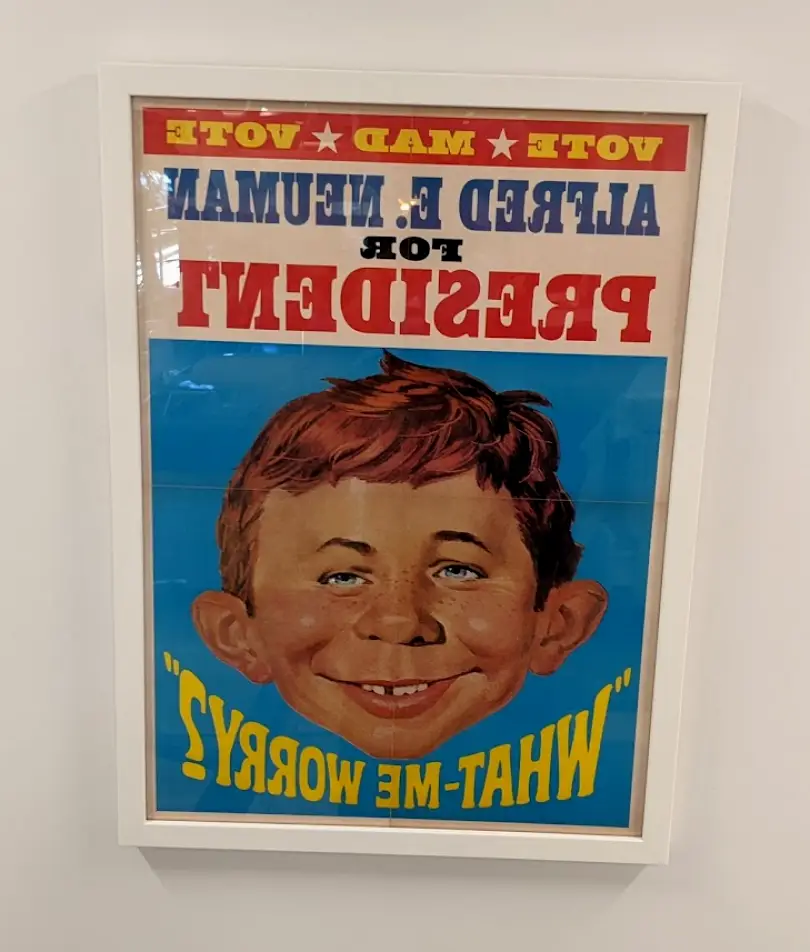 VOTE ★ MAD ★ VOTE
ALFRED E. NEUMAN
FOR
PRESIDENT
"WHAT-ME WORRY?"